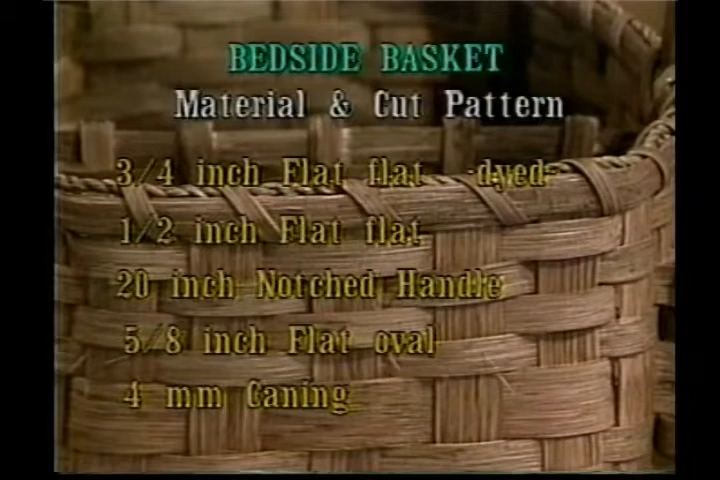 BEDSIDE BASKET
Material & Cut Pattern
3/4 inch Flat flat -dyed-
1/2 inch Flat flat
20 inch Notched Handle
5/8 inch Flat oval
4 mm Caning